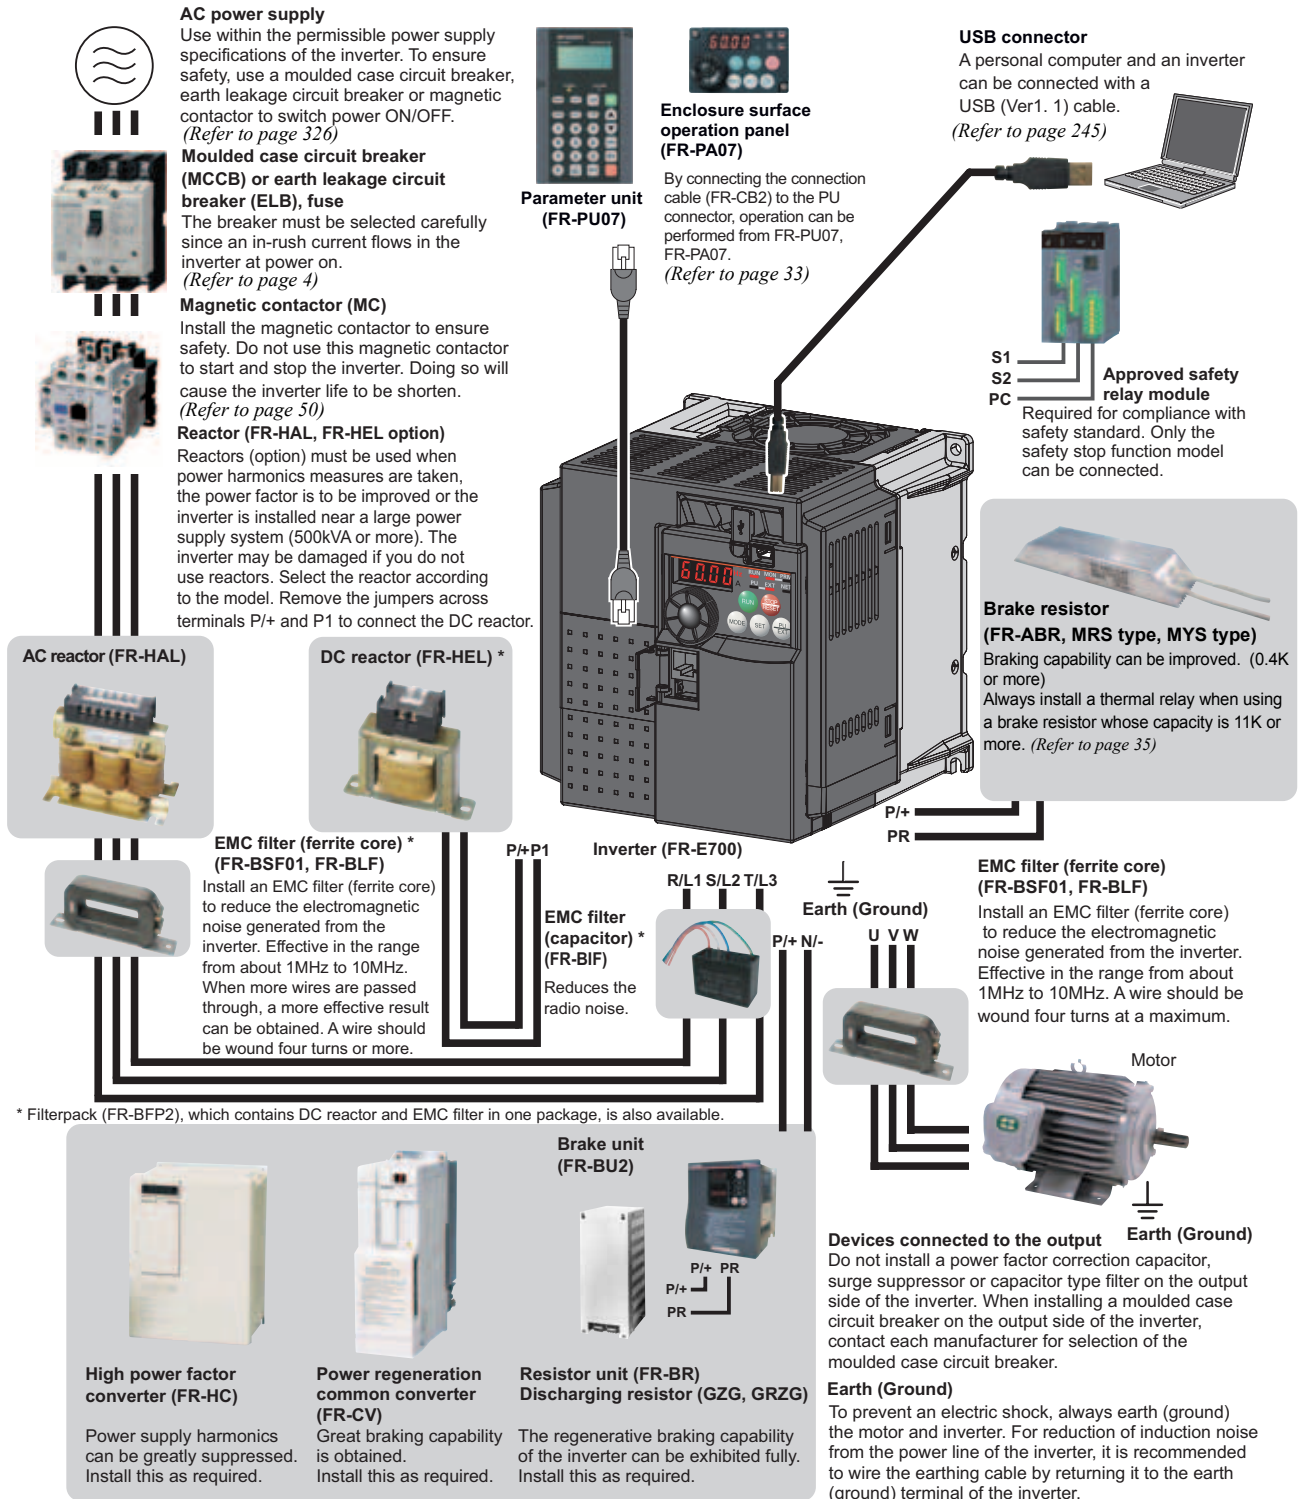 AC power supply
Use within the permissible power supply
specifications of the inverter. To ensure
safety, use a moulded case circuit breaker,
earth leakage circuit breaker or magnetic
contactor to switch power ON/OFF.
(Refer to page 326)
Moulded case circuit breaker
(MCCB) or earth leakage circuit
breaker (ELB), fuse
The breaker must be selected carefully
since an in-rush current flows in the
inverter at power on.
(Refer to page 4)
Magnetic contactor (MC)
Install the magnetic contactor to ensure
safety. Do not use this magnetic contactor
to start and stop the inverter. Doing so will
cause the inverter life to be shorten.
(Refer to page 50)
Reactor (FR-HAL, FR-HEL option)
Reactors (option) must be used when
power harmonics measures are taken,
the power factor is to be improved or the
inverter is installed near a large power
supply system (500kVA or more). The
inverter may be damaged if you do not
use reactors. Select the reactor according
to the model. Remove the jumpers across
terminals P/+ and P1 to connect the DC reactor.
Parameter unit
(FR-PU07)
60.00
Enclosure surface
operation panel
(FR-PA07)
By connecting the connection
cable (FR-CB2) to the PU
connector, operation can be
performed from FR-PU07,
FR-PA07.
(Refer to page 33)
USB connector
A personal computer and an inverter
can be connected with a
USB (Ver1. 1) cable.
(Refer to page 245)
S1
S2
PC
Approved safety
relay module
Required for compliance with
safety standard. Only the
safety stop function model
can be connected.
60.00
A
RUN MON PRM
PU EXT NET
RUN
STOP
RESET
MODE
SET
PU
EXT
Brake resistor
(FR-ABR, MRS type, MYS type)
Braking capability can be improved. (0.4K
or more)
Always install a thermal relay when using
a brake resistor whose capacity is 11K or
more. (Refer to page 35)
P/+
PR
AC reactor (FR-HAL)
DC reactor (FR-HEL) *
EMC filter (ferrite core) *
(FR-BSF01, FR-BLF)
Install an EMC filter (ferrite core)
to reduce the electromagnetic
noise generated from the
inverter. Effective in the range
from about 1MHz to 10MHz.
When more wires are passed
through, a more effective result
can be obtained. A wire should
be wound four turns or more.
P/+ P1
Inverter (FR-E700)
R/L1 S/L2 T/L3
EMC filter
(capacitor) *
(FR-BIF)
Reduces the
radio noise.
P/+ N/-
Earth (Ground)
U V W
EMC filter (ferrite core)
(FR-BSF01, FR-BLF)
Install an EMC filter (ferrite core)
to reduce the electromagnetic
noise generated from the inverter.
Effective in the range from about
1MHz to 10MHz. A wire should be
wound four turns at a maximum.
Motor
Earth (Ground)
* Filterpack (FR-BFP2), which contains DC reactor and EMC filter in one package, is also available.
Brake unit
(FR-BU2)
P/+ PR
P/+
PR
High power factor
converter (FR-HC)
Power supply harmonics
can be greatly suppressed.
Install this as required.
Power regeneration
common converter
(FR-CV)
Great braking capability
is obtained.
Install this as required.
Resistor unit (FR-BR)
Discharging resistor (GZG, GRZG)
The regenerative braking capability
of the inverter can be exhibited fully.
Install this as required.
Devices connected to the output
Do not install a power factor correction capacitor,
surge suppressor or capacitor type filter on the output
side of the inverter. When installing a moulded case
circuit breaker on the output side of the inverter,
contact each manufacturer for selection of the
moulded case circuit breaker.
Earth (Ground)
To prevent an electric shock, always earth (ground)
the motor and inverter. For reduction of induction noise
from the power line of the inverter, it is recommended
to wire the earthing cable by returning it to the earth
(ground) terminal of the inverter.